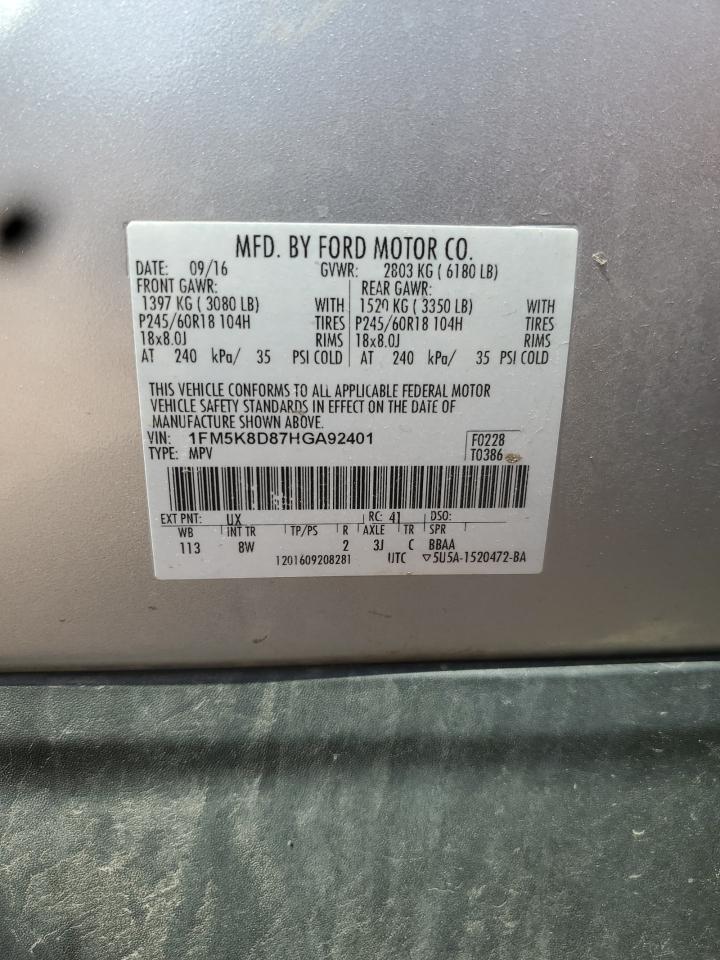 MFD. BY FORD MOTOR CO.
DATE: 09/16 GVWR: 2803 KG ( 6180 LB)
FRONT GAWR: REAR GAWR:
1397 KG ( 3080 LB) WITH 1520 KG ( 3350 LB) WITH
P245/60R18 104H TIRES P245/60R18 104H TIRES
18x8.0J RIMS 18x8.0J RIMS
AT 240 kPa/ 35 PSI COLD AT 240 kPa/ 35 PSI COLD
THIS VEHICLE CONFORMS TO ALL APPLICABLE FEDERAL MOTOR
VEHICLE SAFETY STANDARDS IN EFFECT ON THE DATE OF
MANUFACTURE SHOWN ABOVE.
VIN: 1FM5K8D87HGA92401 F0228
TYPE: MPV T0386
EXT PNT: UX RC: 41 DSO:
WB INT TR TP/PS R AXLE TR SPR
113 8W 2 3J C BBAA
1201609208281 UTC ▽5U5A-1520472-BA